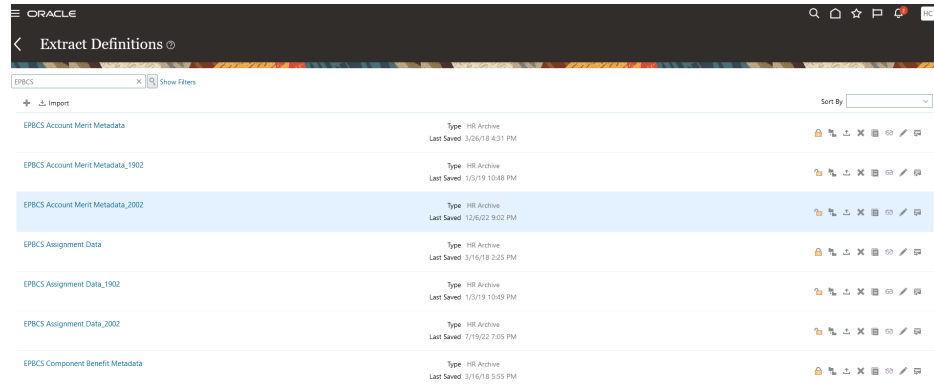 ORACLE
2
HC
Extract Definitions
EPBCS
Show Filters
Import
Sort By
EPBCS Account Merit Metadata
Type HR Archive
Last Saved 3/26/18 4:31 PM
EPBCS Account Merit Metadata_1902
Type HR Archive
Last Saved 1/3/19 10:48 PM
EPBCS Account Merit Metadata_2002
Type HR Archive
Last Saved 12/6/22 9:02 PM
EPBCS Assignment Data
Type HR Archive
Last Saved 3/16/18 2:25 PM
EPBCS Assignment Data_1902
Type HR Archive
Last Saved 1/3/19 10:49 PM
EPBCS Assignment Data_2002
Type HR Archive
Last Saved 7/19/22 7:05 PM
EPBCS Component Benefit Metadata
Type HR Archive
Last Saved 3/16/18 5:55 PM